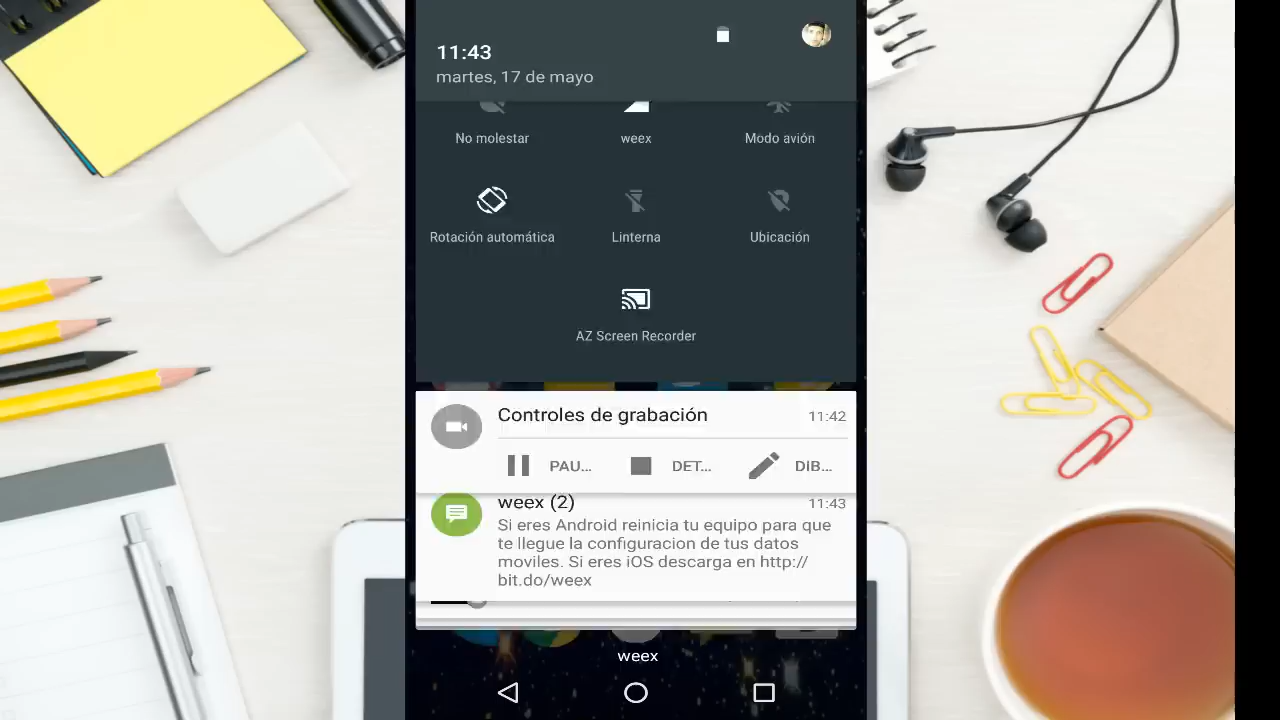 11:43
martes, 17 de mayo
No molestar
weex
Modo avión
Rotación automática
Linterna
Ubicación
AZ Screen Recorder
Controles de grabación
11:42
PAU...
DET...
DIB...
weex (2)
11:43
Si eres Android reinicia tu equipo para que
te llegue la configuracion de tus datos
moviles. Si eres iOS descarga en http://
bit.do/weex
weex